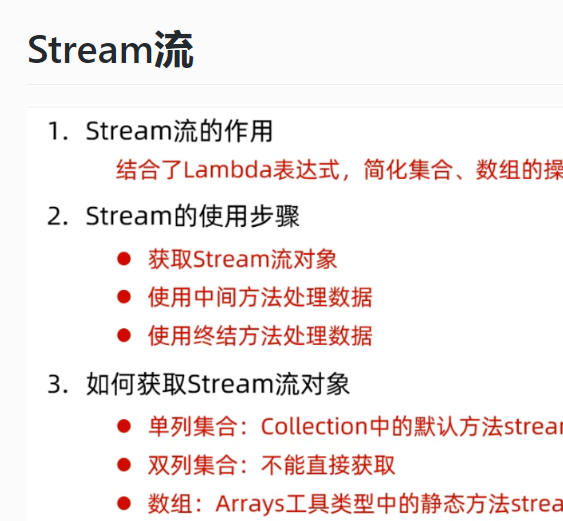 Stream流
1. Stream流的作用
结合了Lambda表达式，简化集合、数组的操
2. Stream的使用步骤
● 获取Stream流对象
● 使用中间方法处理数据
● 使用终结方法处理数据
3. 如何获取Stream流对象
● 单列集合：Collection中的默认方法stream
● 双列集合：不能直接获取
● 数组：Arrays工具类型中的静态方法strea